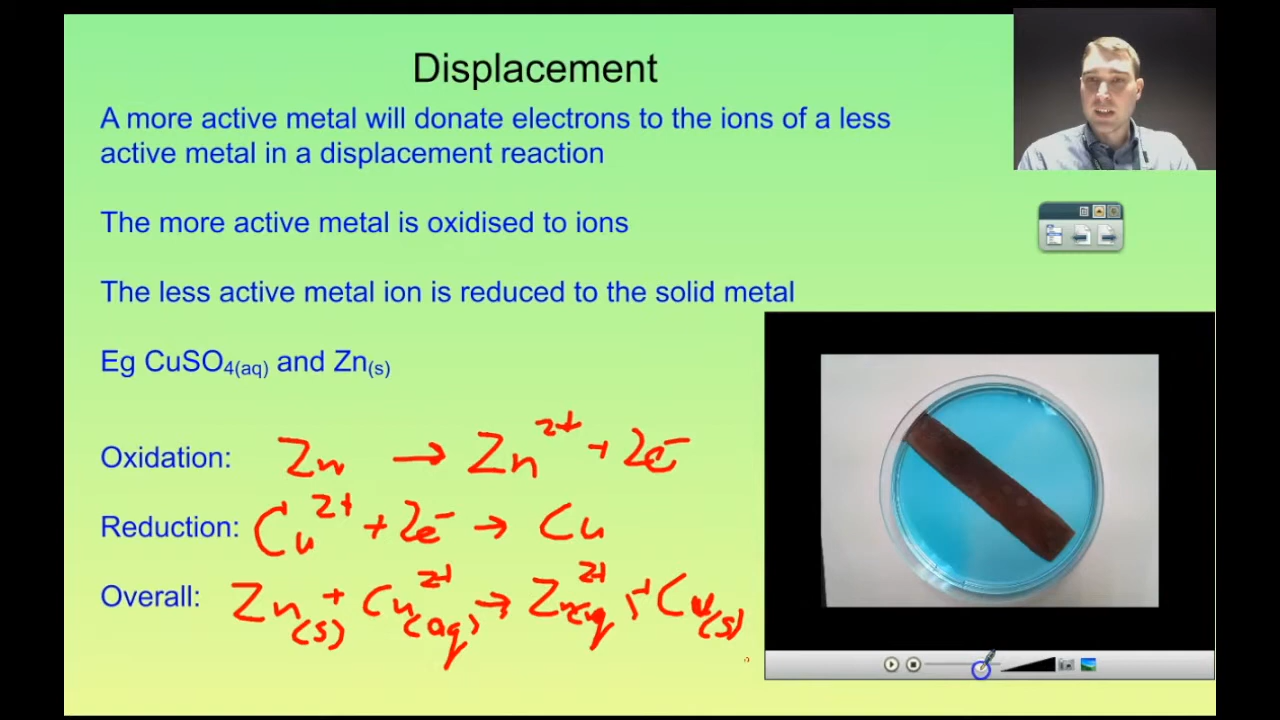 Displacement
A more active metal will donate electrons to the ions of a less
active metal in a displacement reaction
The more active metal is oxidised to ions
The less active metal ion is reduced to the solid metal
Eg CuSO₄₍aq₎ and Zn₍s₎
Oxidation: Zn → Zn²⁺ + 2e⁻
Reduction: Cu²⁺ + 2e⁻ → Cu
Overall: Zn(s) + Cu²⁺(aq) → Zn²⁺(aq) + Cu(s)